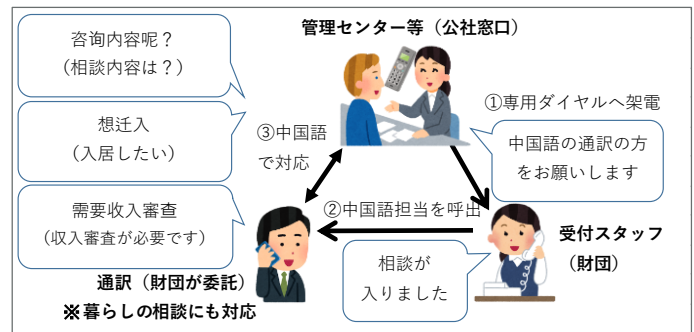 管理センター等（公社窓口）
咨询内容呢？
（相談内容は？）
想迁入
（入居したい）
需要收入審查
（収入審査が必要です）
①専用ダイヤルへ架電
中国語の通訳の方
をお願いします
③中国語
で対応
②中国語担当を呼出
受付スタッフ
（財団）
相談が
入りました
通訳（財団が委託）
※暮らしの相談にも対応